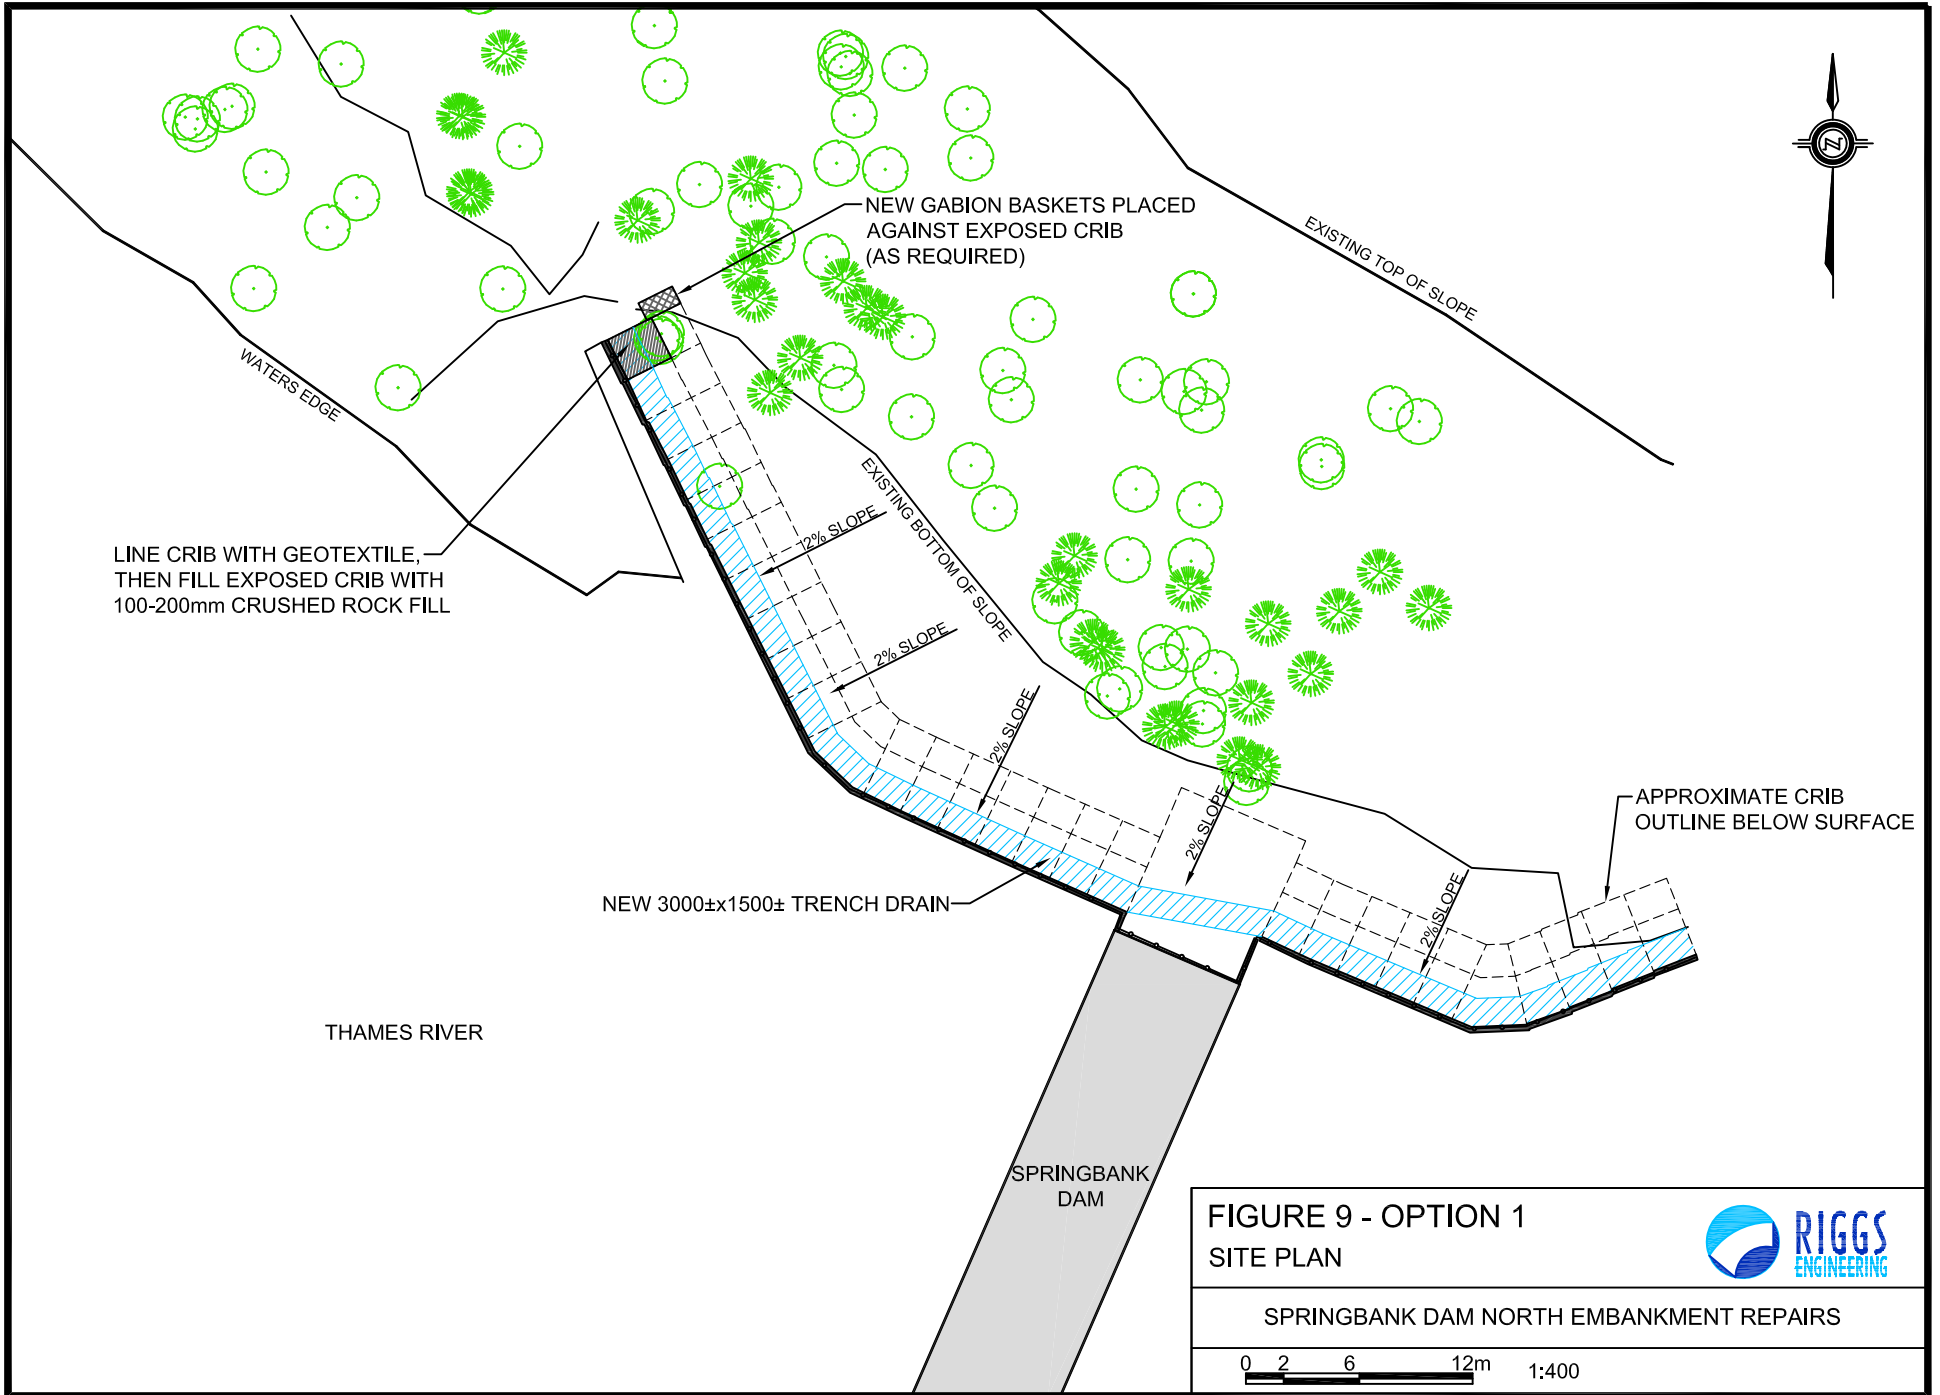 NEW GABION BASKETS PLACED
AGAINST EXPOSED CRIB
(AS REQUIRED)
N
EXISTING TOP OF SLOPE
WATERS EDGE
EXISTING BOTTOM OF SLOPE
2% SLOPE
LINE CRIB WITH GEOTEXTILE,
THEN FILL EXPOSED CRIB WITH
100-200mm CRUSHED ROCK FILL
2% SLOPE
2% SLOPE
2% SLOPE
2% SLOPE
APPROXIMATE CRIB
OUTLINE BELOW SURFACE
NEW 3000±x1500± TRENCH DRAIN
THAMES RIVER
SPRINGBANK
DAM
FIGURE 9 - OPTION 1
SITE PLAN
RIGGS
ENGINEERING
SPRINGBANK DAM NORTH EMBANKMENT REPAIRS
0 2 6 12m 1:400